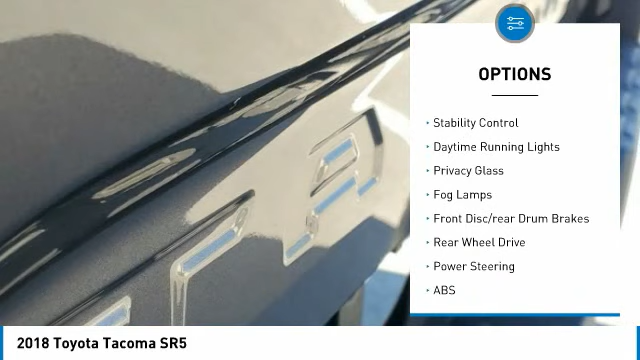 OPTIONS
• Stability Control
• Daytime Running Lights
• Privacy Glass
• Fog Lamps
• Front Disc/rear Drum Brakes
• Rear Wheel Drive
• Power Steering
• ABS
2018 Toyota Tacoma SR5